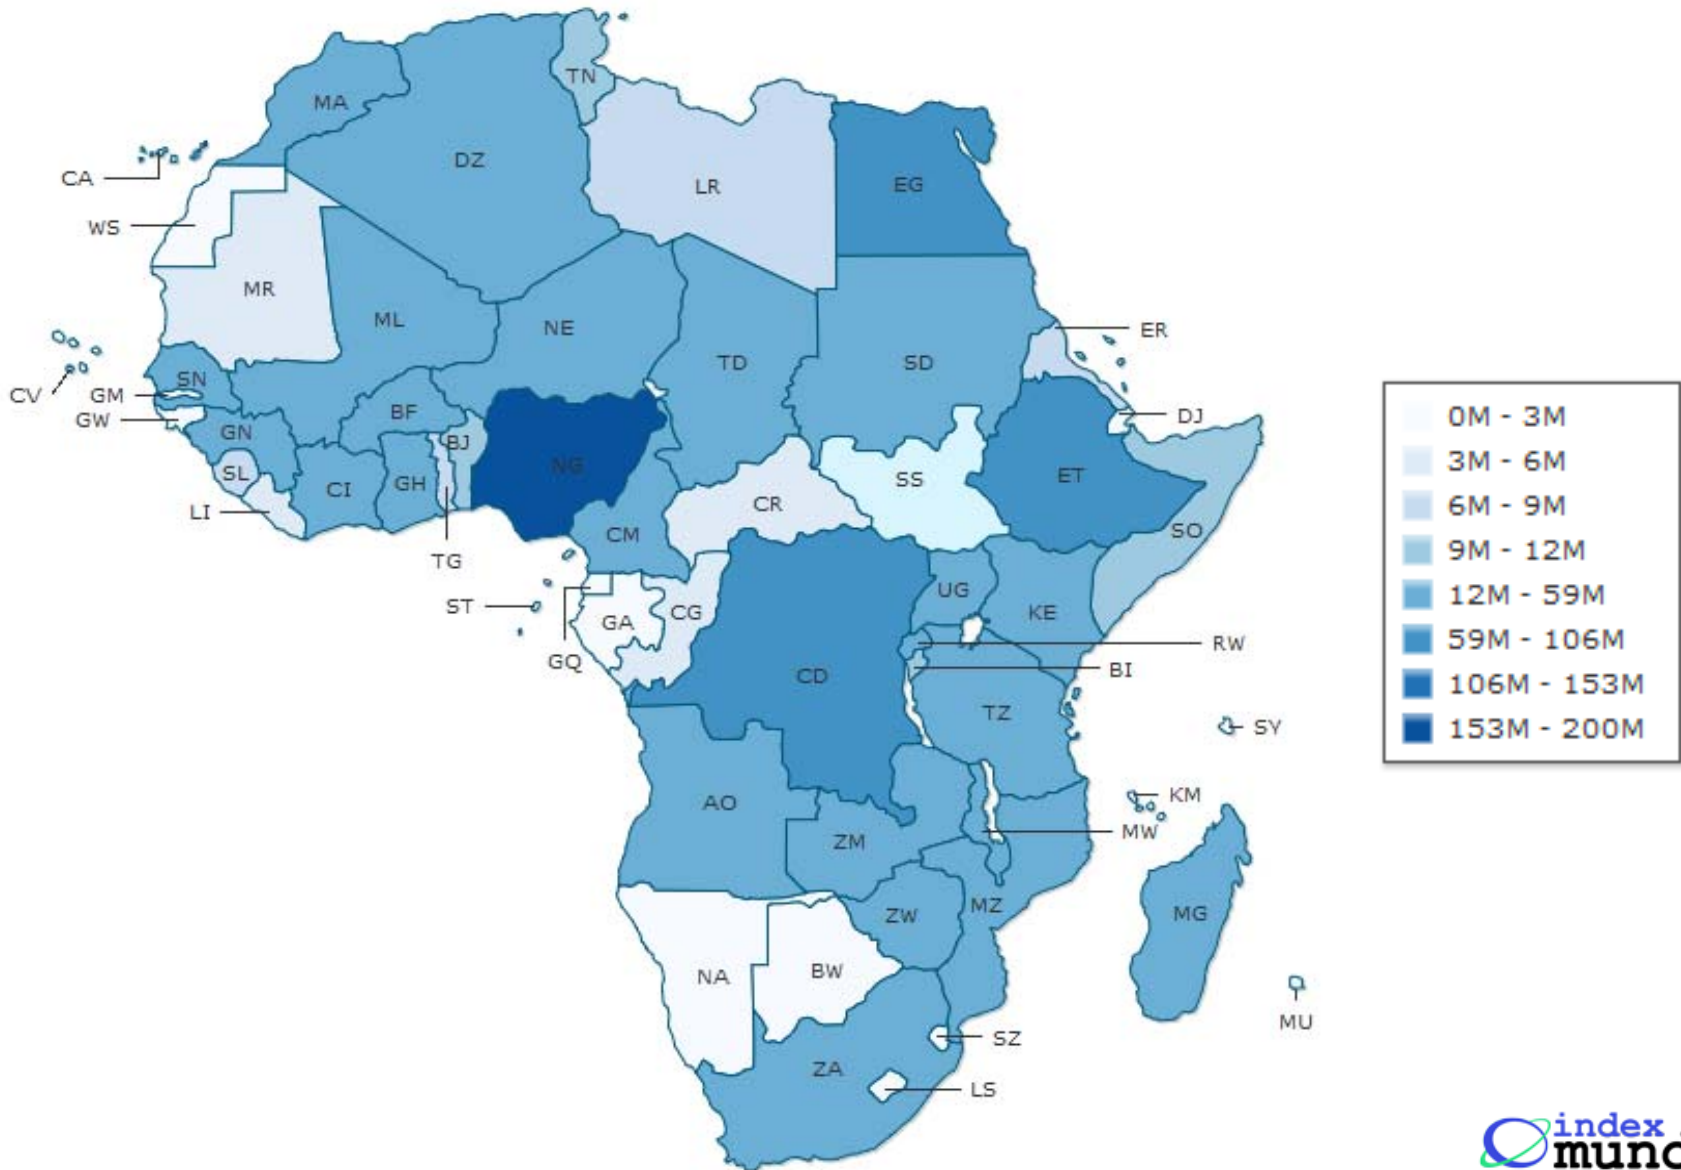 TN
MA
DZ
CA
LR
EG
WS
MR
ML
NE
ER
TD
SD
SN
CV
GM
DJ
GW
BF
GN
BJ
NG
SL
GH
CI
ET
SS
CR
LI
SO
CM
TG
UG
ST
GA
CG
KE
RW
GQ
BI
CD
TZ
SY
AO
KM
MW
ZM
MZ
ZW
MG
NA
BW
MU
SZ
ZA
LS
0M - 3M
3M - 6M
6M - 9M
9M - 12M
12M - 59M
59M - 106M
106M - 153M
153M - 200M
index